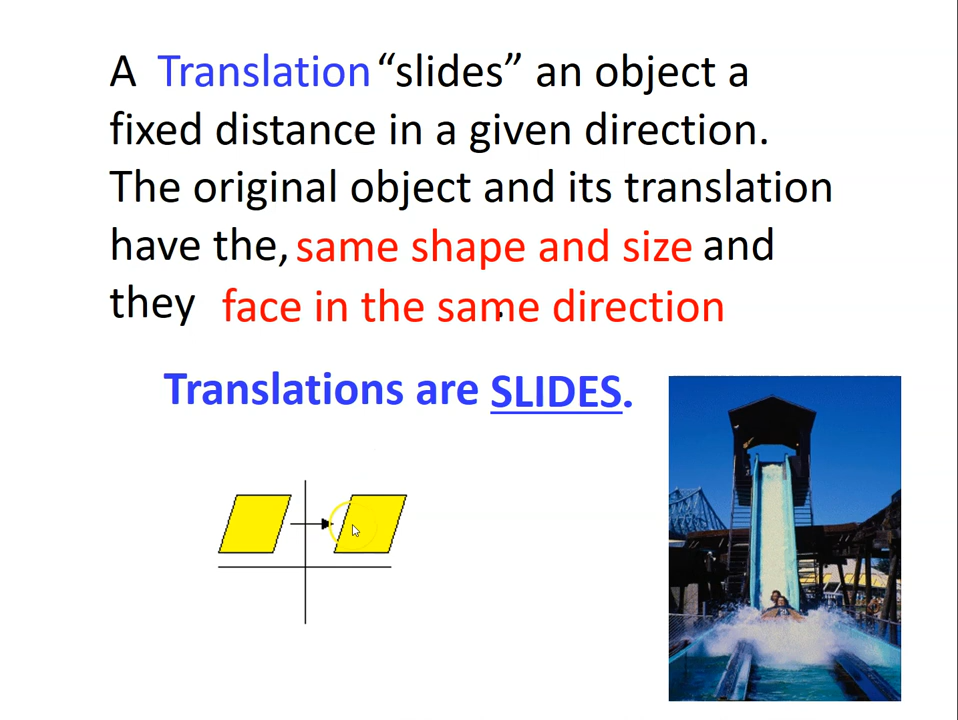 A Translation “slides” an object a
fixed distance in a given direction.
The original object and its translation
have the, same shape and size and
they face in the same direction.
Translations are SLIDES.